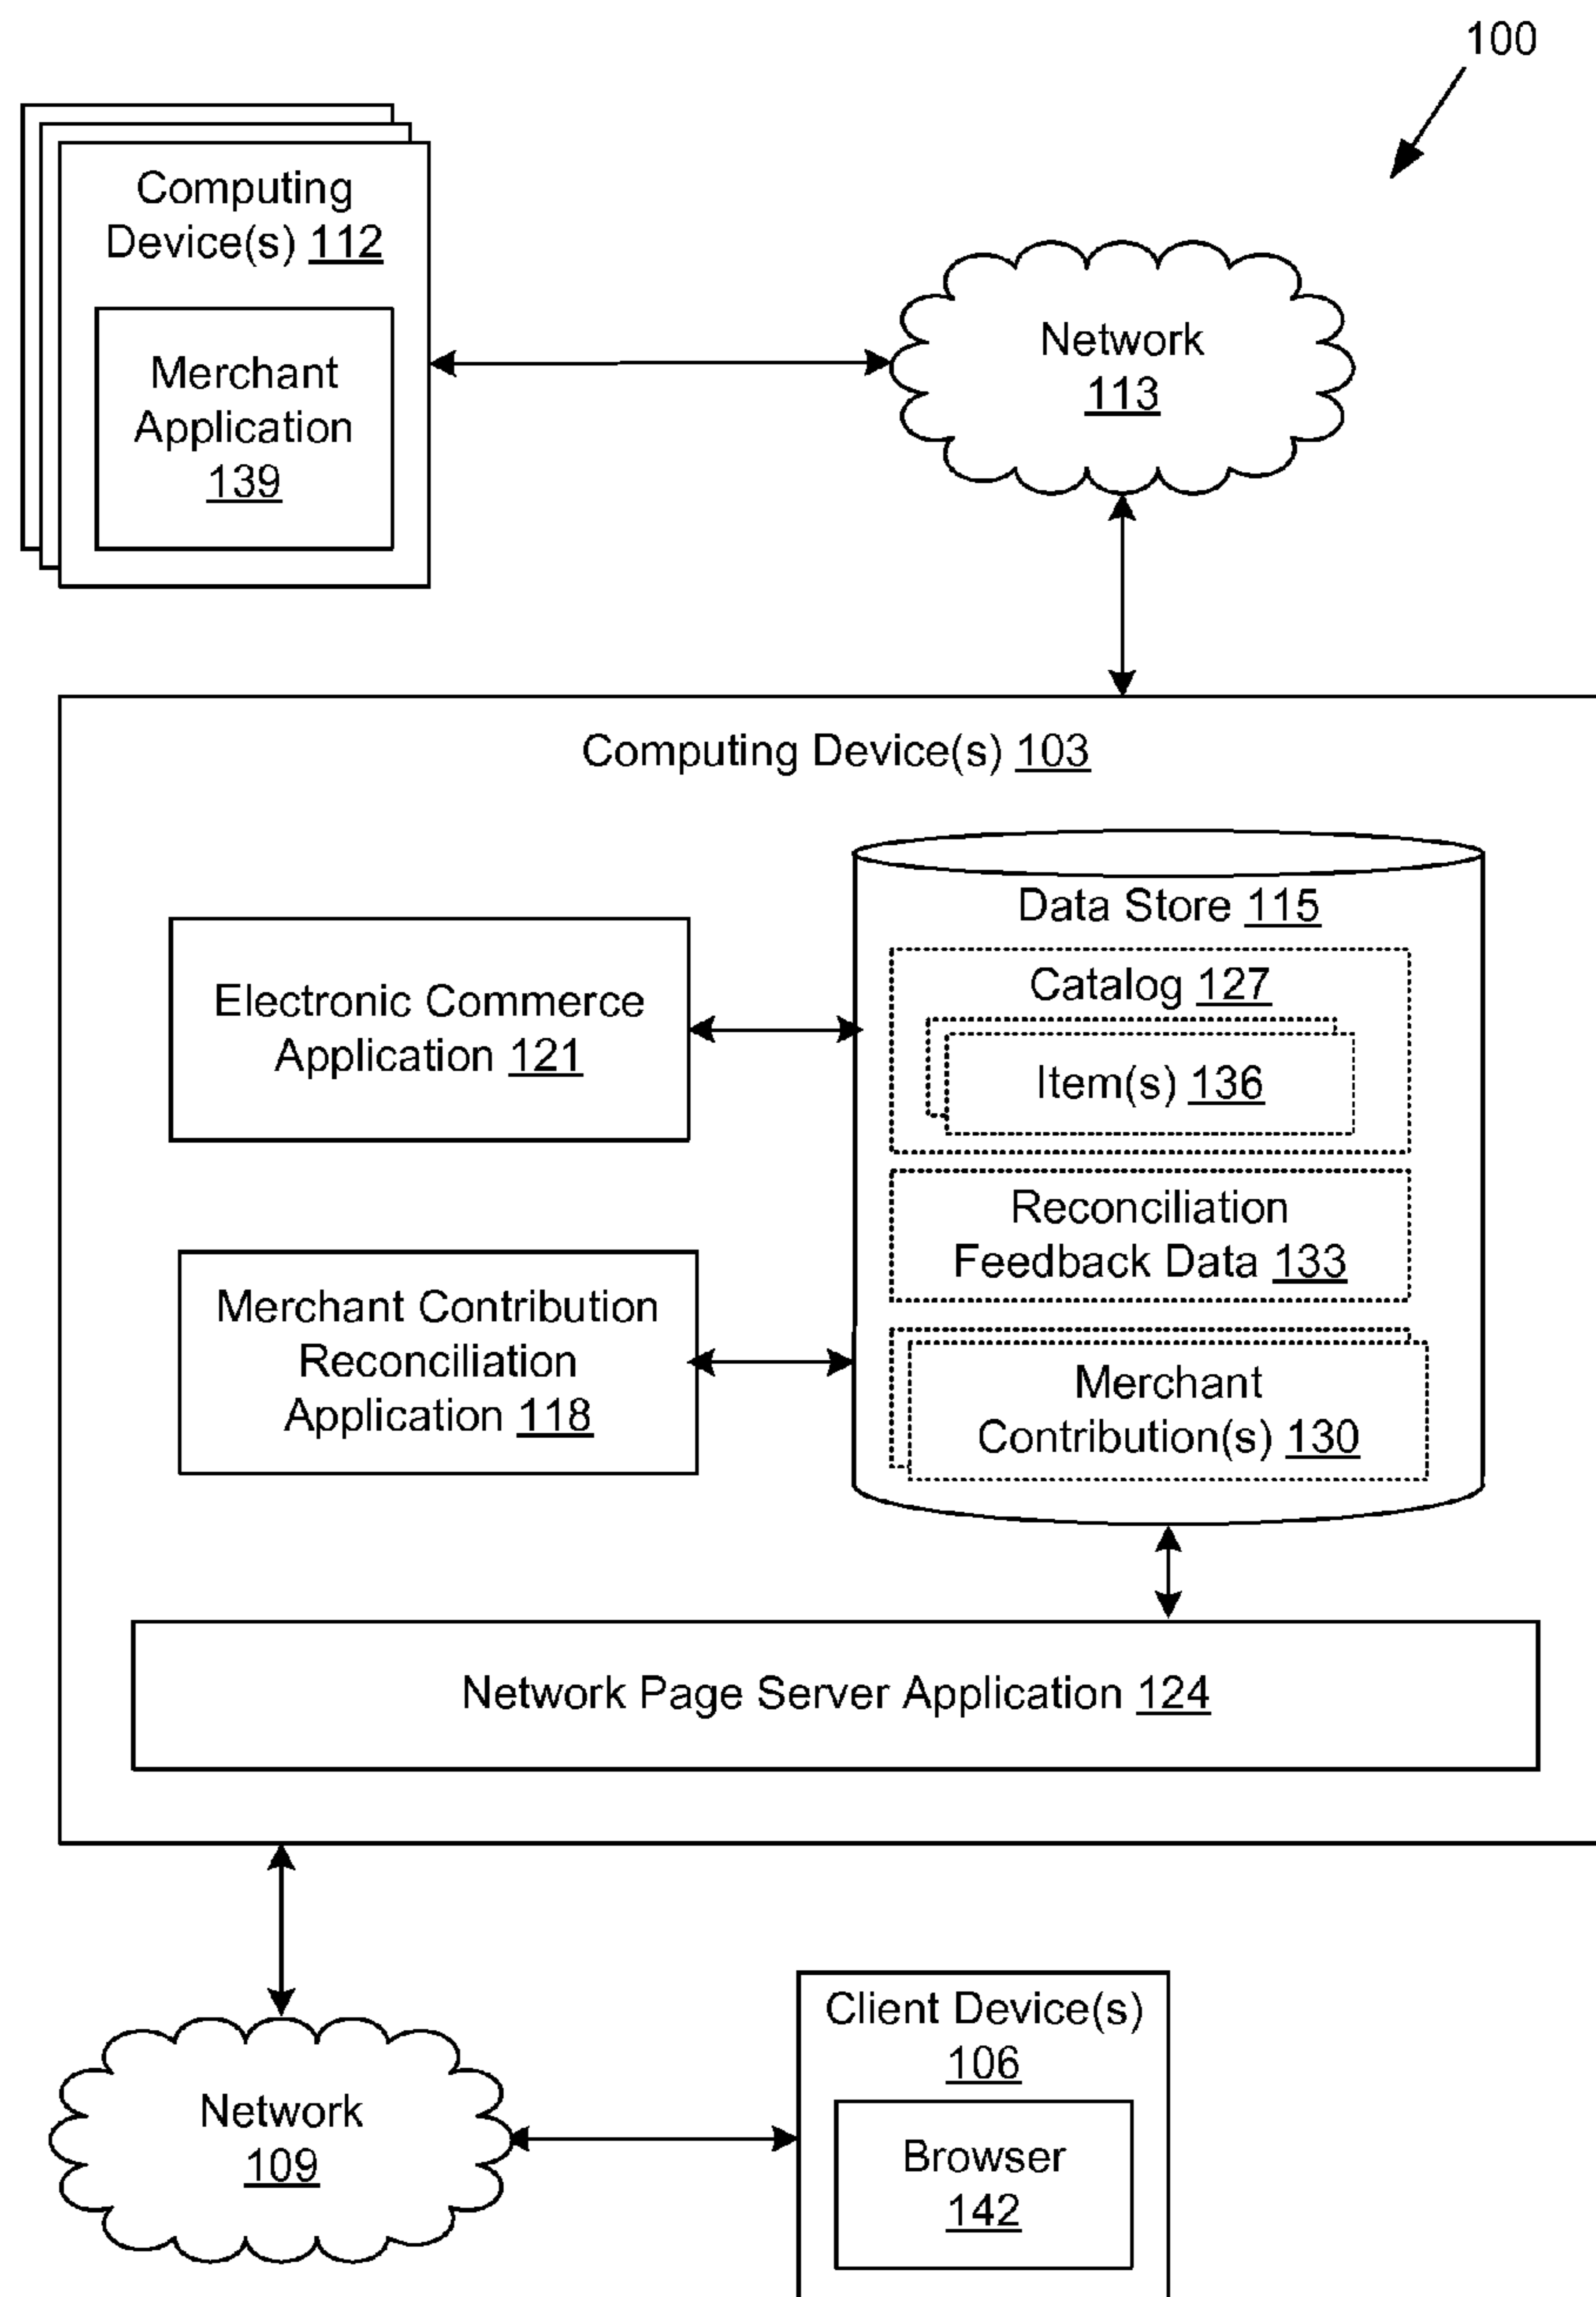 100
Computing
Device(s) 112
Merchant
Application
139
Network
113
Computing Device(s) 103
Data Store 115
Catalog 127
Item(s) 136
Electronic Commerce
Application 121
Reconciliation
Feedback Data 133
Merchant Contribution
Reconciliation
Application 118
Merchant
Contribution(s) 130
Network Page Server Application 124
Client Device(s)
106
Network
109
Browser
142